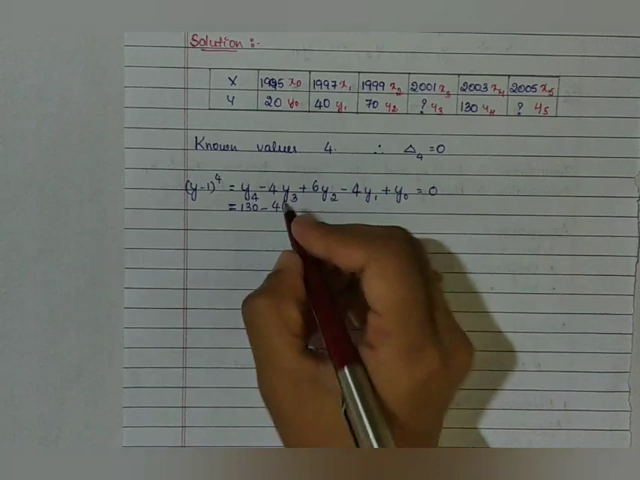 Solution :-
X 1995 x₀ 1997 x₁ 1999 x₂ 2001 x₃ 2003 x₄ 2005 x₅
Y 20 y₀ 40 y₁ 70 y₂ ? y₃ 130 y₄ ? y₅
Known values 4. ∴ Δ₄ = 0
(y-1)⁴ = y₄ - 4y₃ + 6y₂ - 4y₁ + y₀ = 0
= 130 - 4(